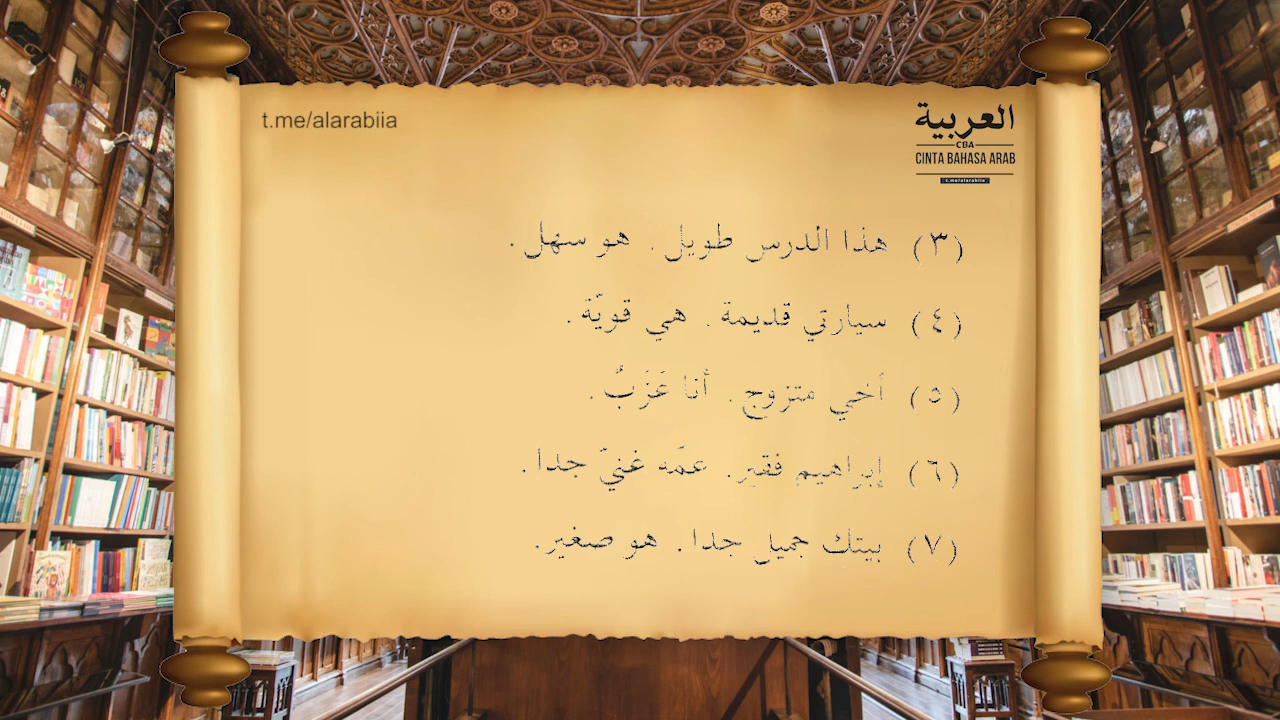 t.me/alarabiia
العربية
CBA
CINTA BAHASA ARAB
t.me/alarabiia
(٣) هذا الدرس طويل . هو سهل .
(٤) سيارتي قديمة . هي قويّة .
(٥) أخي متزوج . أنا عَزَبٌ .
(٦) إبراهيم فقير . عمّه غنيّ جدا .
(٧) بيتك جميل جدا . هو صغير .